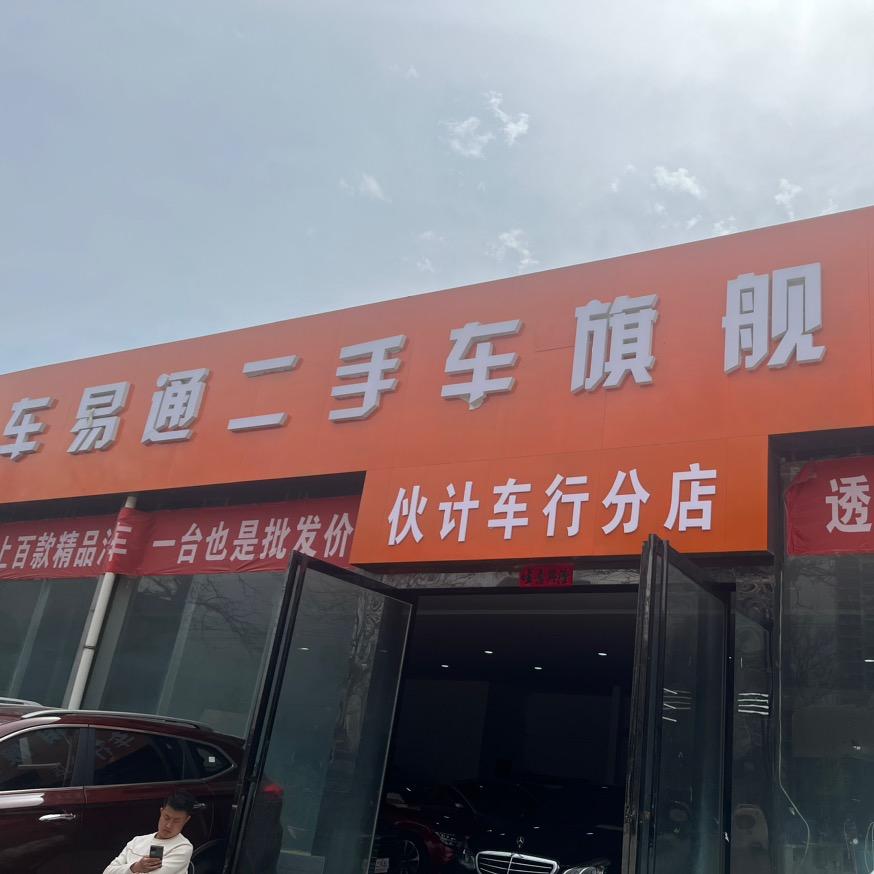 车易通二手车旗舰
伙计车行分店
上百款精品汽车
一台也是批发价
透